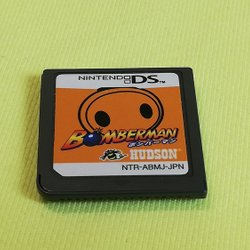 NINTENDO DS
BOMBERMAN
ボンバーマン
HUDSON
NTR-ABMJ-JPN